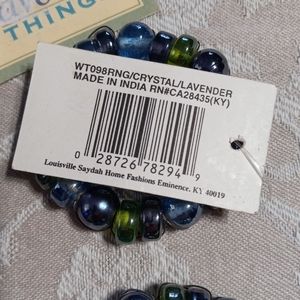 THING
WT098RNG/CRYSTAL/LAVENDER
MADE IN INDIA RN#CA28435(KY)
0 28726 78294 9
Louisville Saydah Home Fashions Eminence, KY 40019